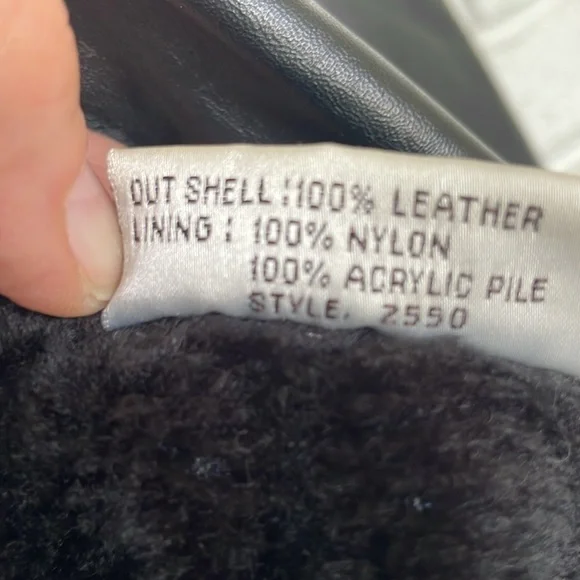 OUT SHELL : 100% LEATHER
LINING : 100% NYLON
100% ACRYLIC PILE
STYLE. 2550